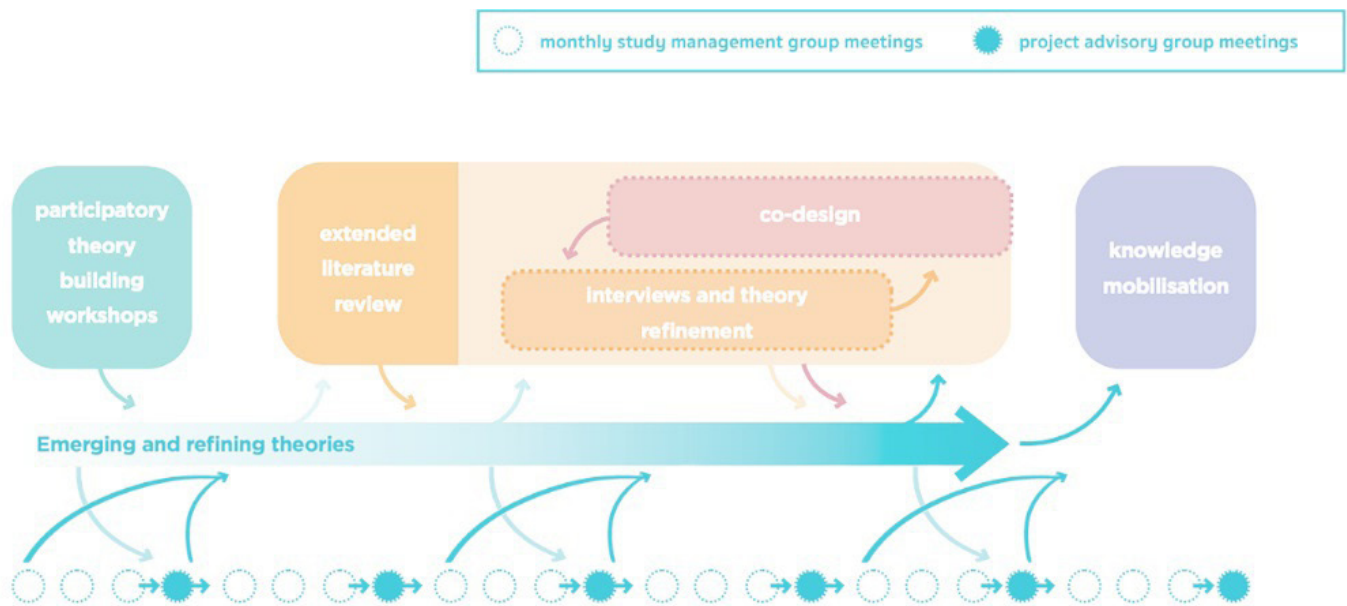 monthly study management group meetings
project advisory group meetings
participatory
theory
building
workshops
extended
literature
review
co-design
interviews and theory
refinement
knowledge
mobilisation
Emerging and refining theories